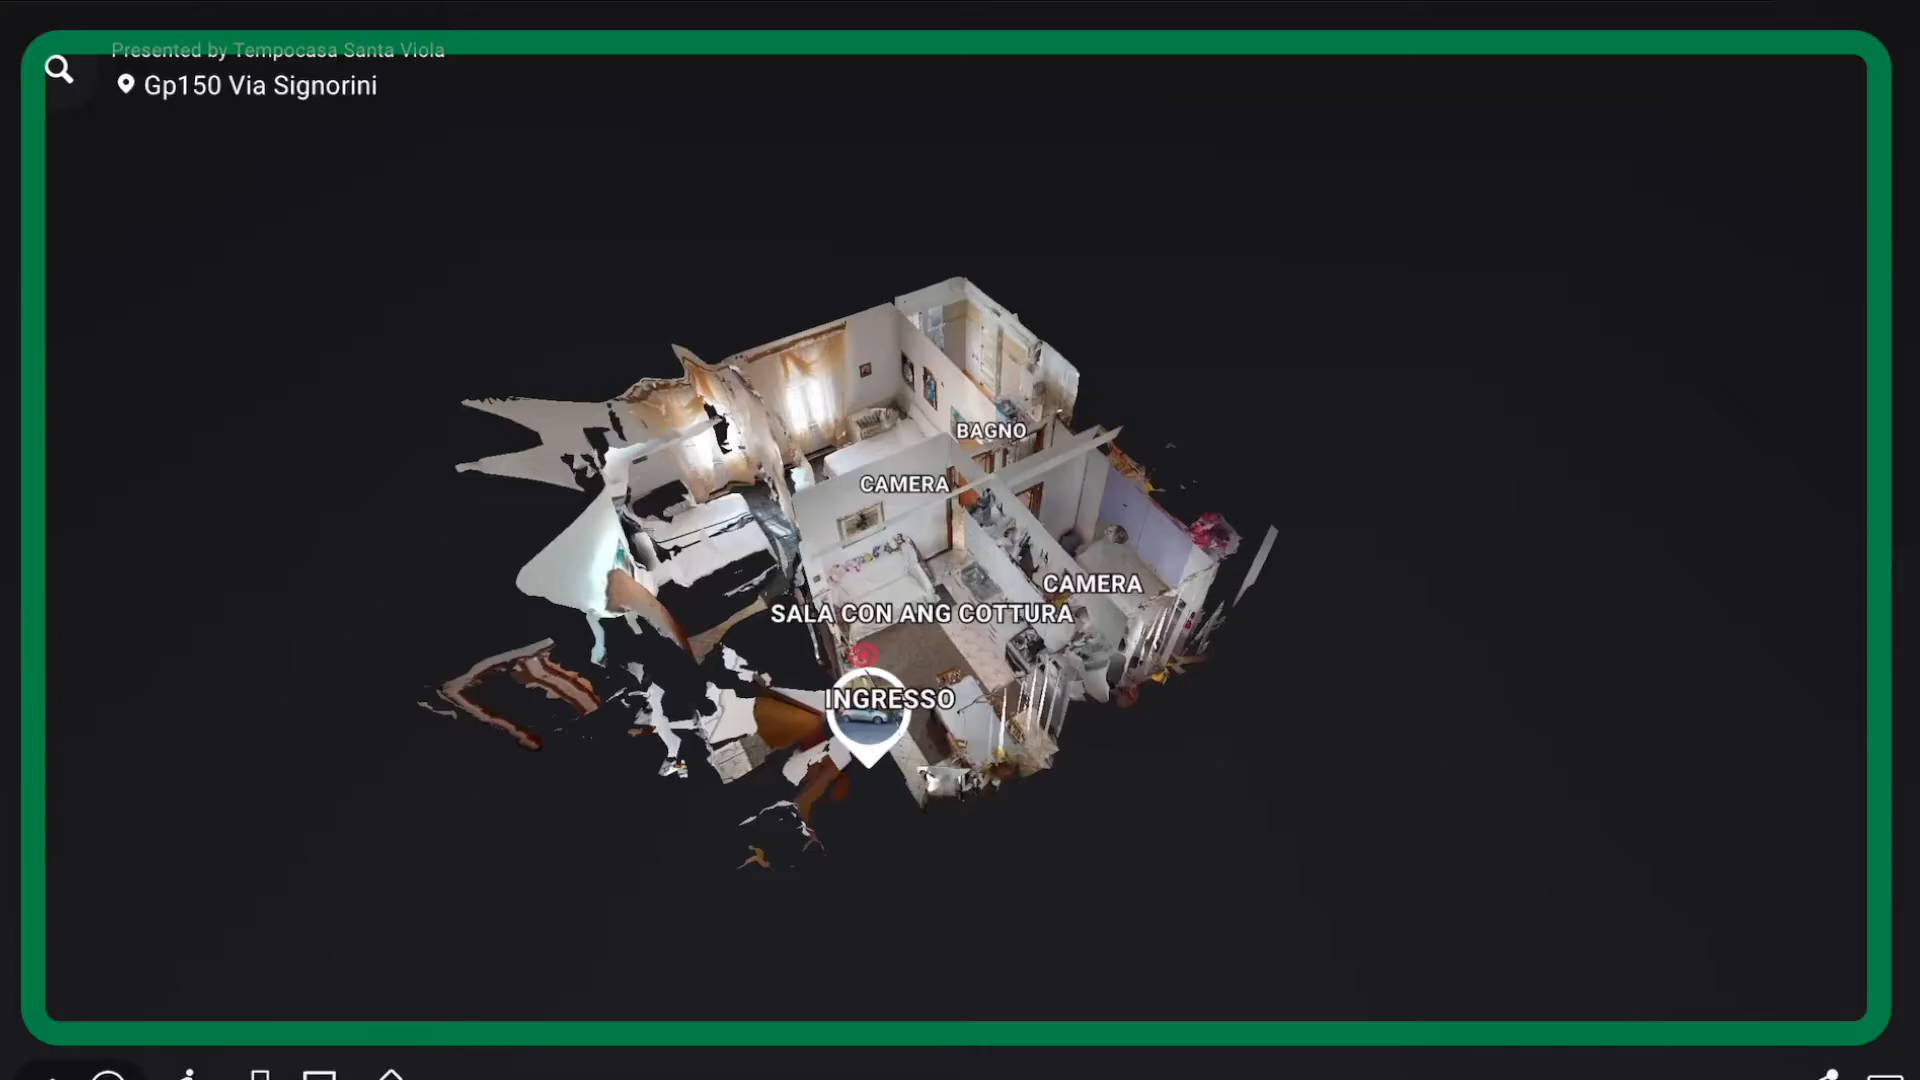 Presented by Tempocasa Santa Viola
Gp150 Via Signorini
BAGNO
CAMERA
CAMERA
SALA CON ANG COTTURA
INGRESSO